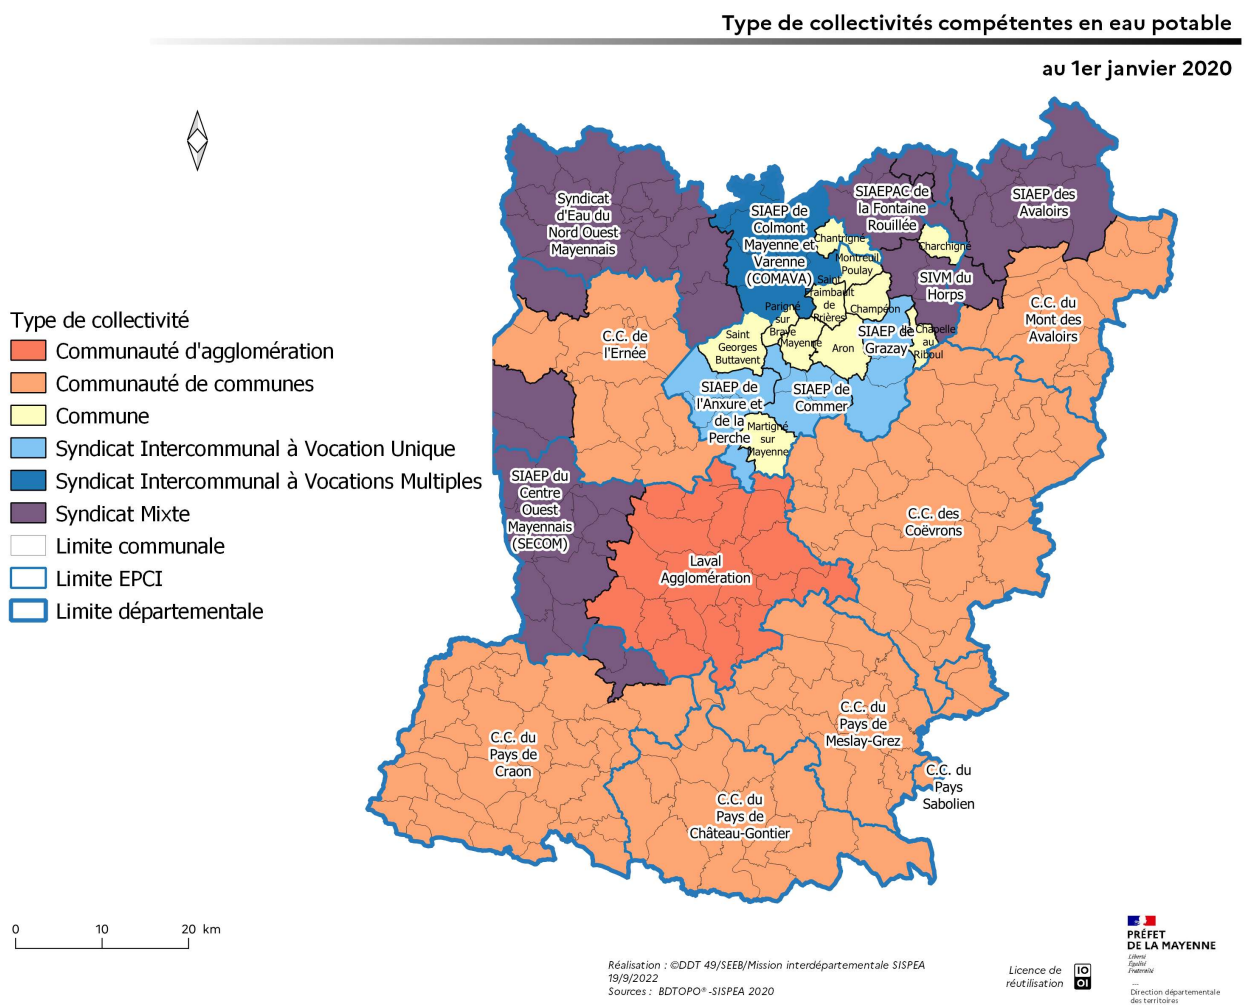 Type de collectivités compétentes en eau potable
au 1er janvier 2020
Syndicat
d'Eau du
Nord Ouest
Mayennais
SIAEP de
Colmont
Mayenne et
Varenne
(COMAVA)
SIAEPAC de
la Fontaine
Rouillée
SIAEP des
Avaloirs
Chantrigné
Charchigné
Montreuil
Poulay
SIVM du
Horps
Saint
Fraimbault
de
Prières
Champéon
C.C. du
Mont des
Avaloirs
Parigné
sur
Braye
Mayenne
Aron
SIAEP de
Grazay
la Chapelle
au
Riboul
Saint
Georges
Buttavent
C.C. de
l'Ernée
SIAEP de
l'Anxure et
de la
Perche
SIAEP de
Commer
Martigné
sur
Mayenne
SIAEP du
Centre
Ouest
Mayennais
(SECOM)
C.C. des
Coëvrons
Laval
Agglomération
C.C. du
Pays de
Meslay-Grez
C.C. du
Pays de
Craon
C.C. du
Pays
Sabolien
C.C. du
Pays de
Château-Gontier
Type de collectivité
Communauté d'agglomération
Communauté de communes
Commune
Syndicat Intercommunal à Vocation Unique
Syndicat Intercommunal à Vocations Multiples
Syndicat Mixte
Limite communale
Limite EPCI
Limite départementale
0 10 20 km
Réalisation : ©DDT 49/SEEB/Mission interdépartementale SISPEA
19/9/2022
Sources : BDTOPO® -SISPEA 2020
Licence de
réutilisation
PRÉFET
DE LA MAYENNE
Liberté
Égalité
Fraternité
Direction départementale
des territoires